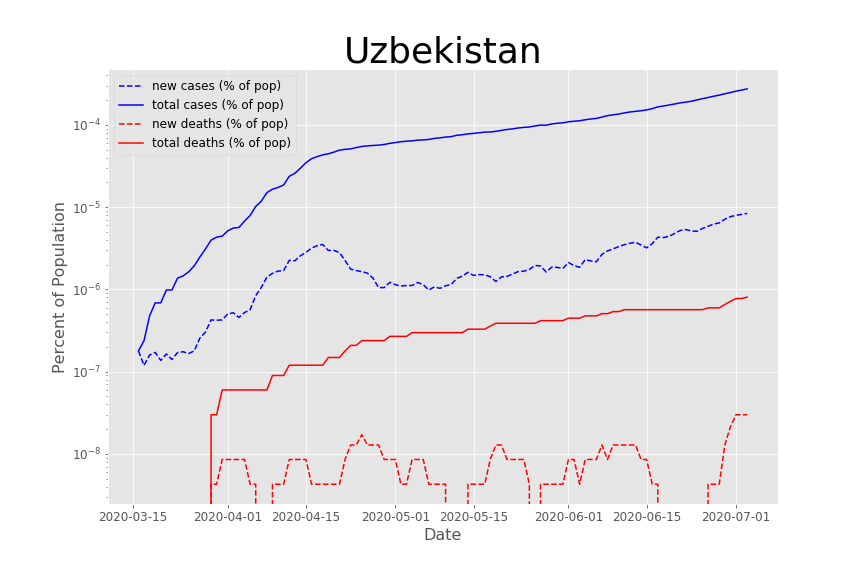 Uzbekistan
new cases (% of pop)
total cases (% of pop)
new deaths (% of pop)
total deaths (% of pop)
10⁻⁴
10⁻⁵
10⁻⁶
10⁻⁷
10⁻⁸
Percent of Population
2020-03-15 2020-04-01 2020-04-15 2020-05-01 2020-05-15 2020-06-01 2020-06-15 2020-07-01
Date